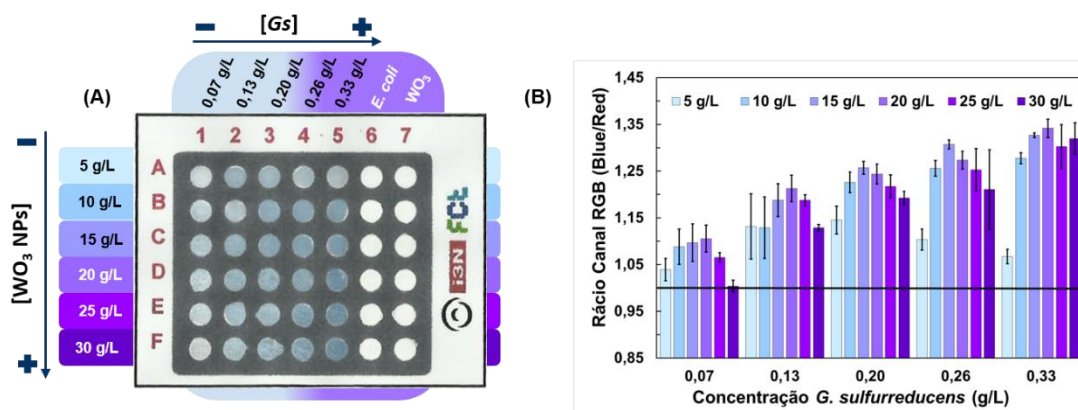 [Gs]
(A)
0,07 g/L
0,13 g/L
0,20 g/L
0,26 g/L
0,33 g/L
E. coli
WO3
1 2 3 4 5 6 7
[WO3 NPs]
5 g/L
10 g/L
15 g/L
20 g/L
25 g/L
30 g/L
A
B
C
D
E
F
© i3N FCt
(B)
5 g/L 10 g/L 15 g/L 20 g/L 25 g/L 30 g/L
Rácio Canal RGB (Blue/Red)
1,45
1,35
1,25
1,15
1,05
0,95
0,85
0,07 0,13 0,20 0,26 0,33
Concentração G. sulfurreducens (g/L)